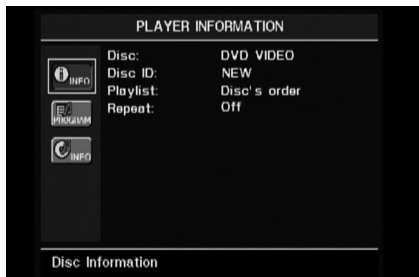 PLAYER INFORMATION
Disc: DVD VIDEO
Disc ID: NEW
Playlist: Disc's order
Repeat: Off
INFO
PROGRAM
INFO
Disc Information